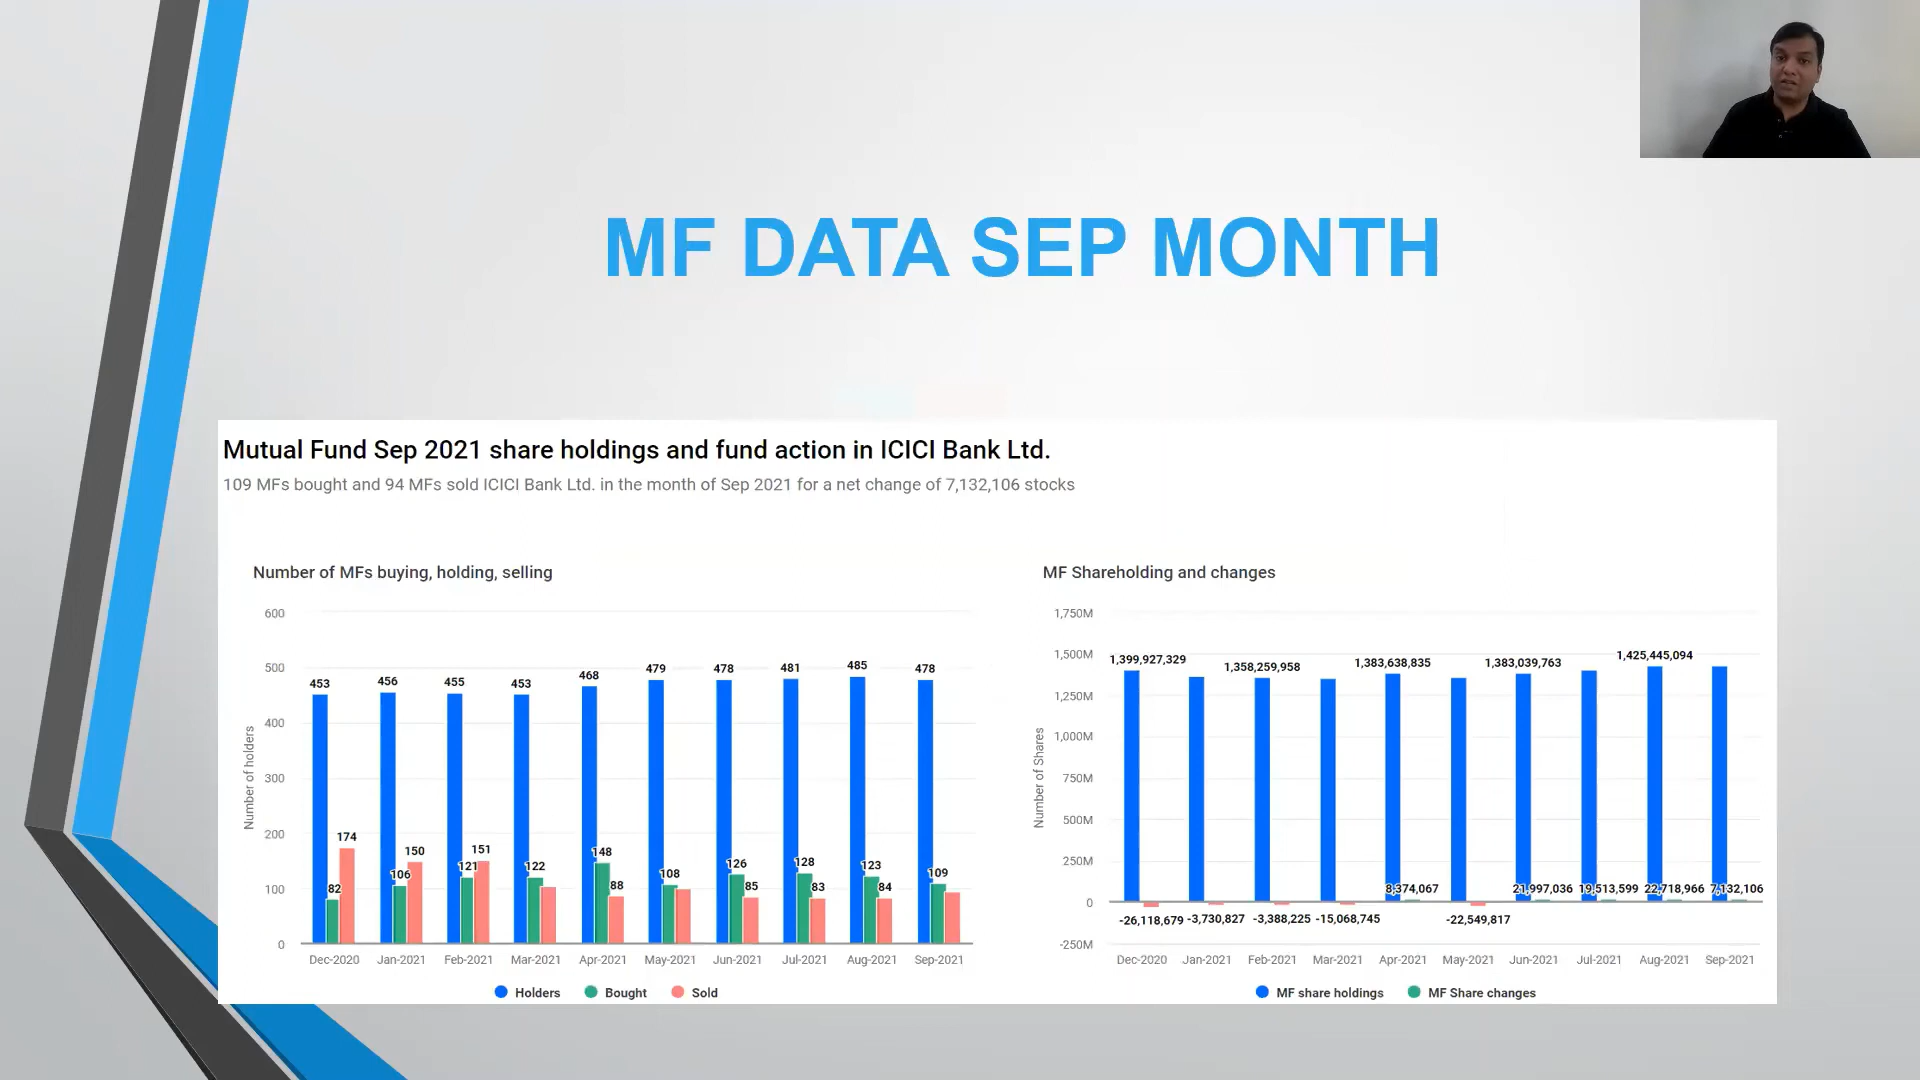 MF DATA SEP MONTH
Mutual Fund Sep 2021 share holdings and fund action in ICICI Bank Ltd.
109 MFs bought and 94 MFs sold ICICI Bank Ltd. in the month of Sep 2021 for a net change of 7,132,106 stocks
Number of MFs buying, holding, selling
600
500
400
300
200
100
0
Number of holders
453 456 455 453 468 479 478 481 485 478
82 174 106 150 121 151 122 148 88 108 126 85 128 83 123 84 109
Dec-2020 Jan-2021 Feb-2021 Mar-2021 Apr-2021 May-2021 Jun-2021 Jul-2021 Aug-2021 Sep-2021
Holders Bought Sold
MF Shareholding and changes
1,750M
1,500M
1,250M
1,000M
750M
500M
250M
0
-250M
Number of Shares
1,399,927,329 1,358,259,958 1,383,638,835 1,383,039,763 1,425,445,094
8,374,067 21,997,036 19,513,599 22,718,966 7,132,106
-26,118,679 -3,730,827 -3,388,225 -15,068,745 -22,549,817
Dec-2020 Jan-2021 Feb-2021 Mar-2021 Apr-2021 May-2021 Jun-2021 Jul-2021 Aug-2021 Sep-2021
MF share holdings MF Share changes